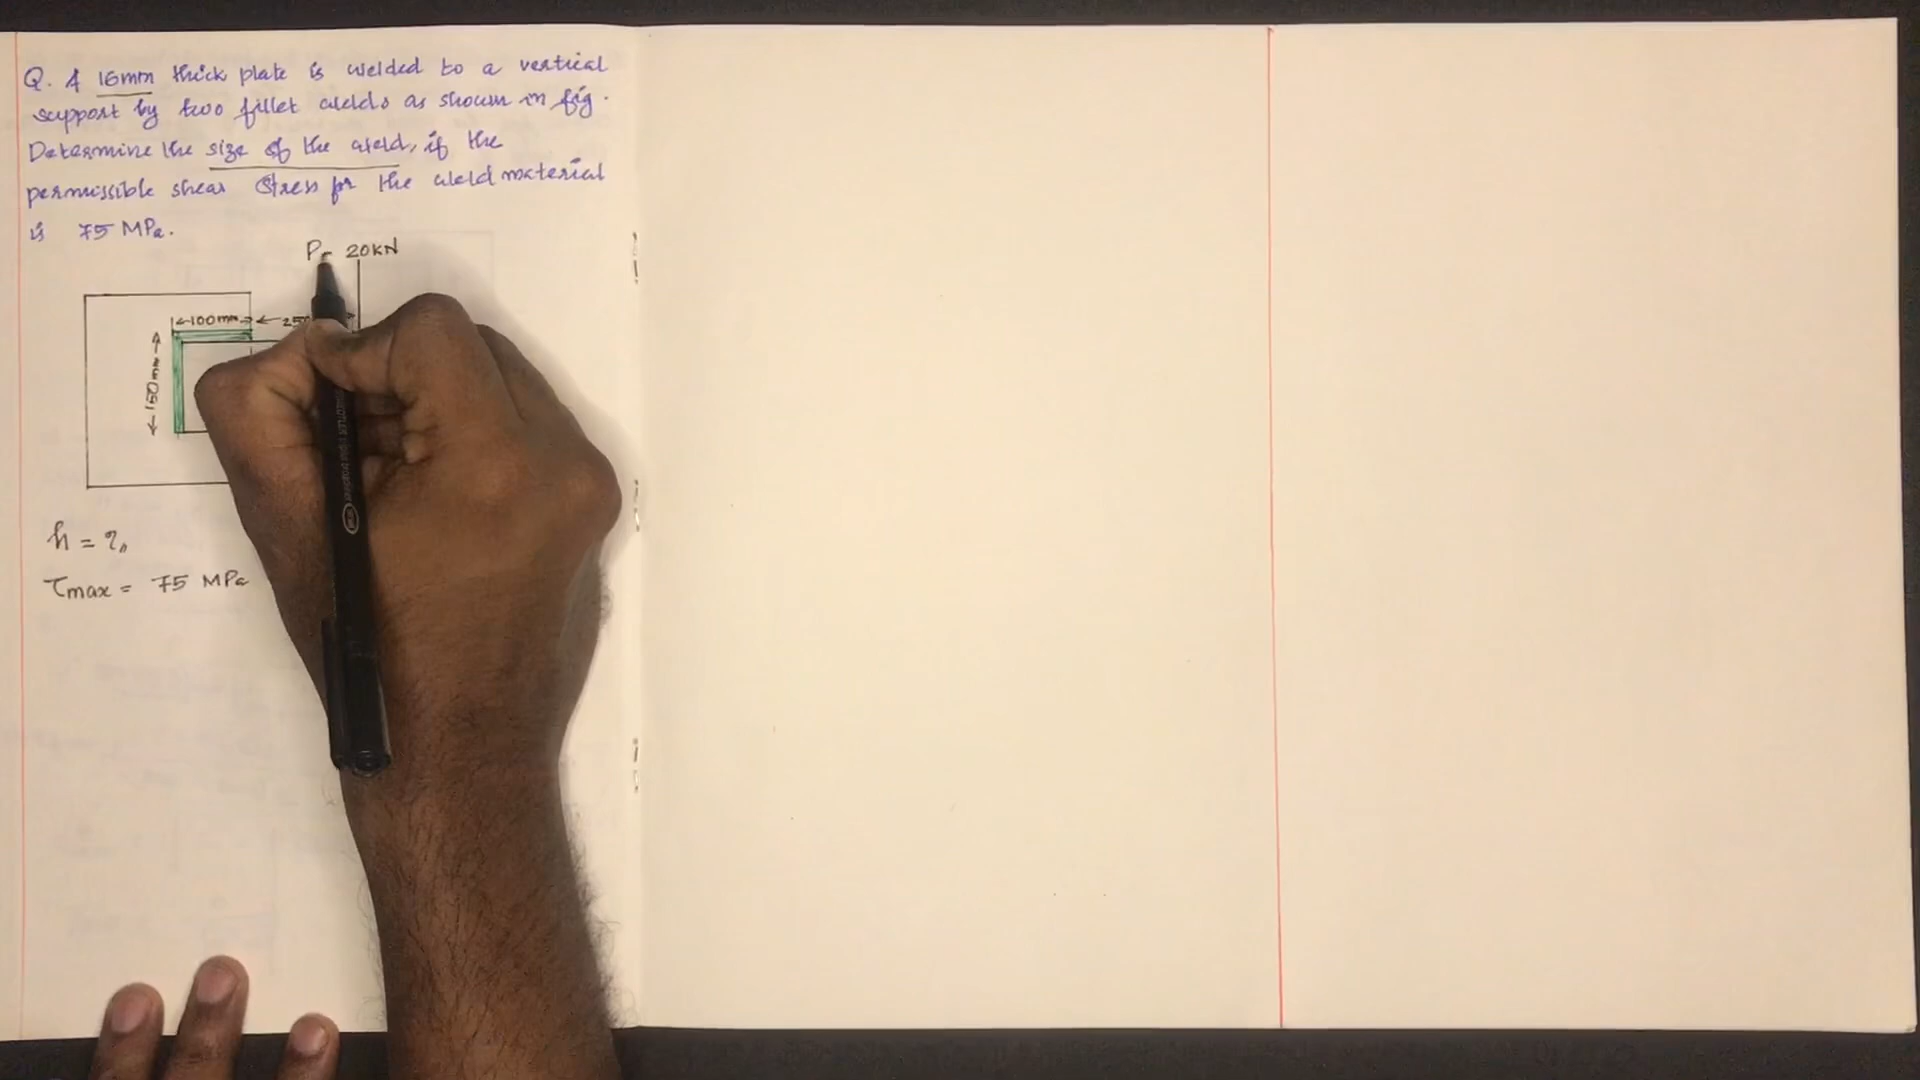 Q. A 16mm thick plate is welded to a vertical
support by two fillet welds as shown in fig.
Determine the size of the weld, if the
permissible shear stress for the weld material
is 75 MPa.
P = 20kN
100mm
150mm
h = ?
τmax = 75 MPa